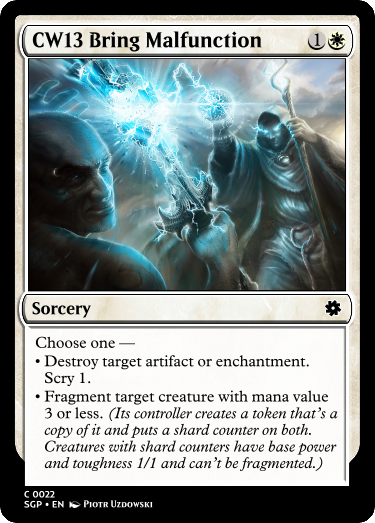 CW13 Bring Malfunction 1
Sorcery
Choose one —
• Destroy target artifact or enchantment.
Scry 1.
• Fragment target creature with mana value
3 or less. (Its controller creates a token that's a
copy of it and puts a shard counter on both.
Creatures with shard counters have base power
and toughness 1/1 and can't be fragmented.)
C 0022
SGP • EN Piotr Uzdowski